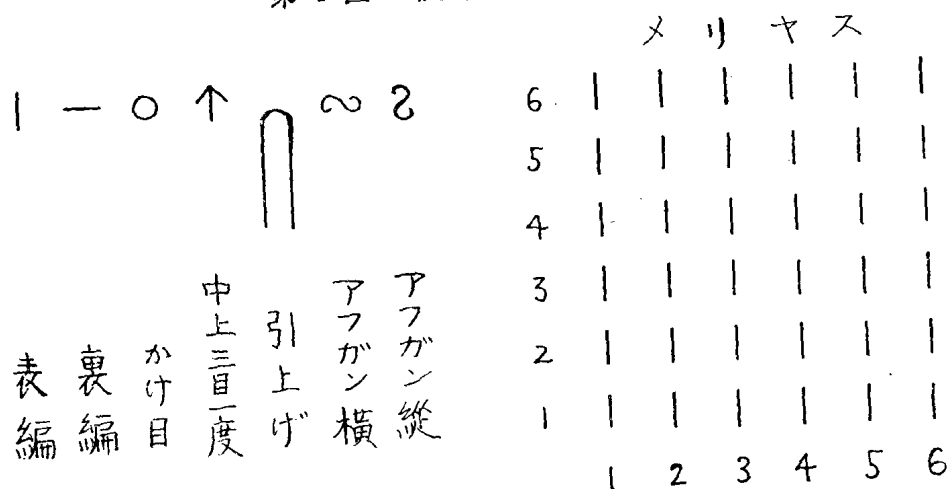 第
| — ○ ↑ ∩ ∾ 2
表編
裏編
かけ目
中上三目一度
引上げ
アフガン横
アフガン縦
メリヤス
6 | | | | | |
5 | | | | | |
4 | | | | | |
3 | | | | | |
2 | | | | | |
1 | | | | | |
1 2 3 4 5 6